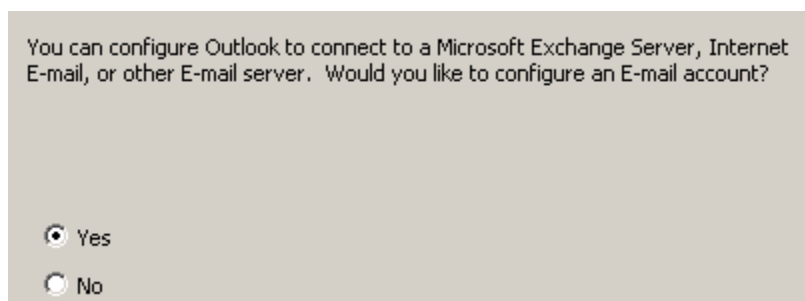 You can configure Outlook to connect to a Microsoft Exchange Server, Internet
E-mail, or other E-mail server.  Would you like to configure an E-mail account?
Yes
No